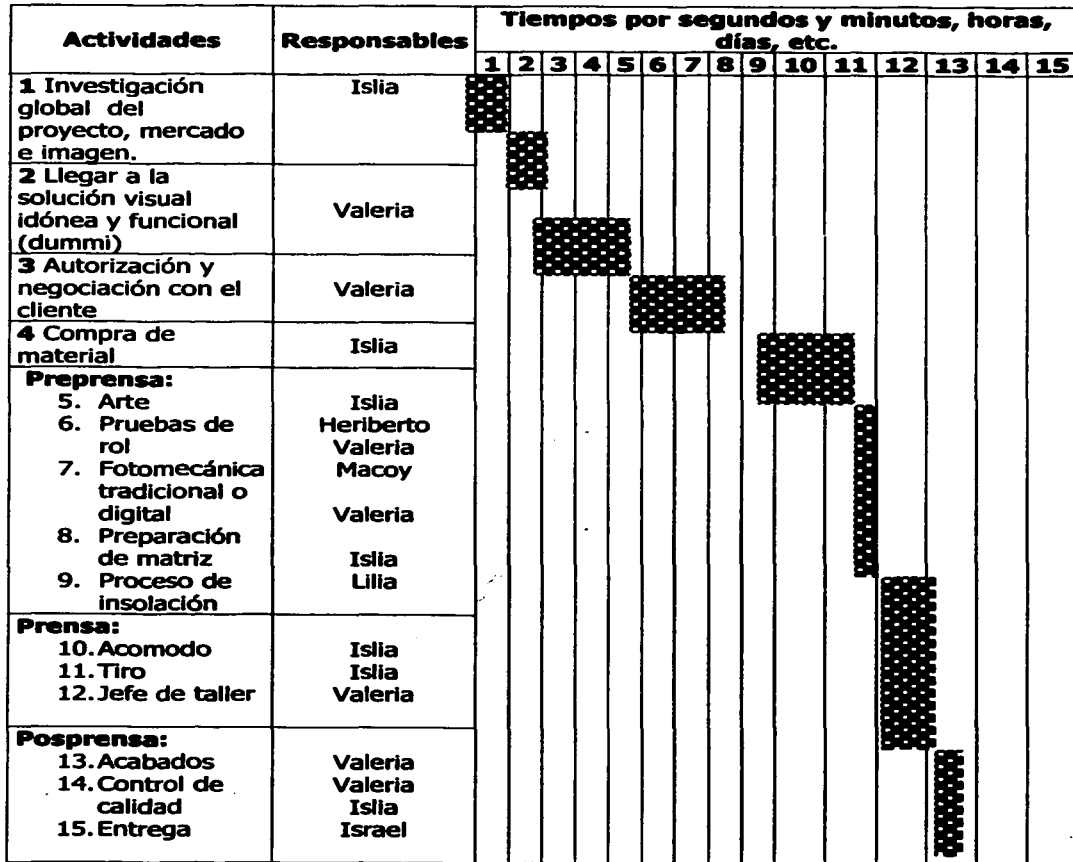 Actividades Responsables Tiempos por segundos y minutos, horas,
días, etc.
1 2 3 4 5 6 7 8 9 10 11 12 13 14 15
1 Investigación Islia
global del
proyecto, mercado
e imagen.
2 Llegar a la
solución visual
idónea y funcional Valeria
(dummi)
3 Autorización y
negociación con el Valeria
cliente
4 Compra de
material Islia
Preprensa:
5. Arte Islia
6. Pruebas de Heriberto
rol Valeria
7. Fotomecánica Macoy
tradicional o
digital Valeria
8. Preparación
de matriz Islia
9. Proceso de Lilia
insolación
Prensa:
10. Acomodo Islia
11. Tiro Islia
12. Jefe de taller Valeria
Posprensa:
13. Acabados Valeria
14. Control de Valeria
calidad Islia
15. Entrega Israel